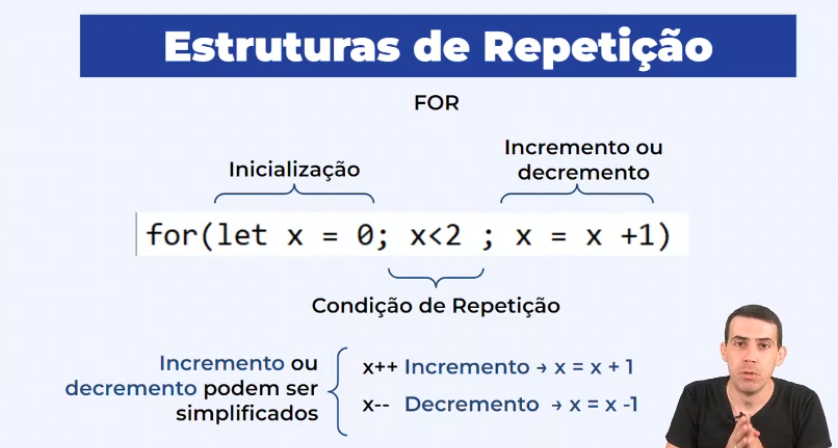 Estruturas de Repetição
FOR
Inicialização
Incremento ou
decremento
for(let x = 0; x<2 ; x = x +1)
Condição de Repetição
Incremento ou
decremento podem ser
simplificados
x++ Incremento → x = x + 1
x-- Decremento → x = x -1